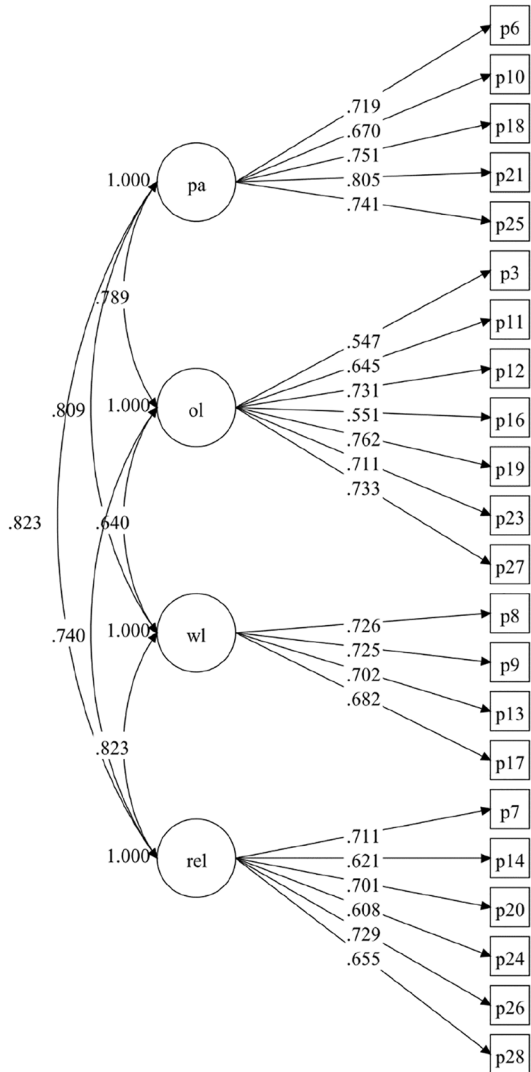 p6
p10
.719
.670
p18
.751
1.000
pa
.805
p21
.741
p25
p3
.789
p11
.547
.645
p12
.731
1.000
.809
ol
.551
p16
.762
p19
.711
.733
p23
.823
.640
p27
p8
.726
.740
1.000
wl
.725
p9
.702
.682
p13
.823
p17
p7
.711
1.000
rel
.621
p14
.701
.608
p20
.729
p24
.655
p26
p28